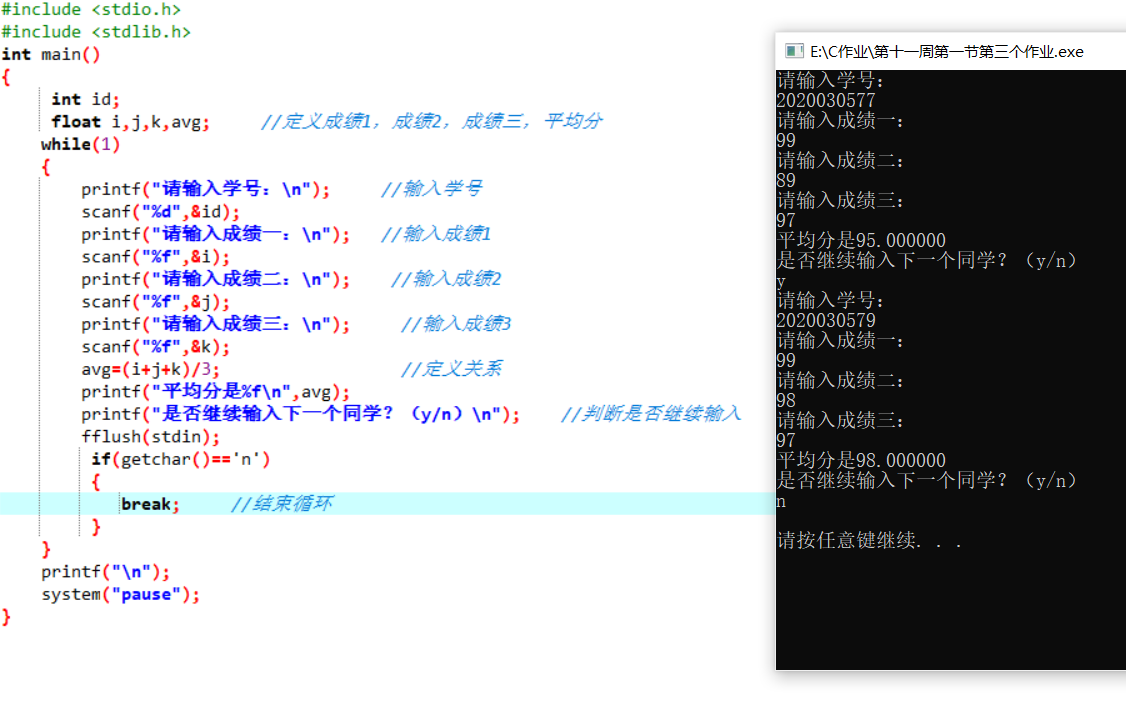 #include <stdio.h>
#include <stdlib.h>
int main()
{
int id;
float i,j,k,avg; //定义成绩1，成绩2，成绩三，平均分
while(1)
{
printf("请输入学号：\n"); //输入学号
scanf("%d",&id);
printf("请输入成绩一：\n"); //输入成绩1
scanf("%f",&i);
printf("请输入成绩二：\n"); //输入成绩2
scanf("%f",&j);
printf("请输入成绩三：\n"); //输入成绩3
scanf("%f",&k);
avg=(i+j+k)/3; //定义关系
printf("平均分是%f\n",avg);
printf("是否继续输入下一个同学？（y/n）\n"); //判断是否继续输入
fflush(stdin);
if(getchar()=='n')
{
break; //结束循环
}
}
printf("\n");
system("pause");
}
E:\C作业\第十一周第一节第三个作业.exe
请输入学号：
2020030577
请输入成绩一：
99
请输入成绩二：
89
请输入成绩三：
97
平均分是95.000000
是否继续输入下一个同学？（y/n）
y
请输入学号：
2020030579
请输入成绩一：
99
请输入成绩二：
98
请输入成绩三：
97
平均分是98.000000
是否继续输入下一个同学？（y/n）
n
请按任意键继续. . .